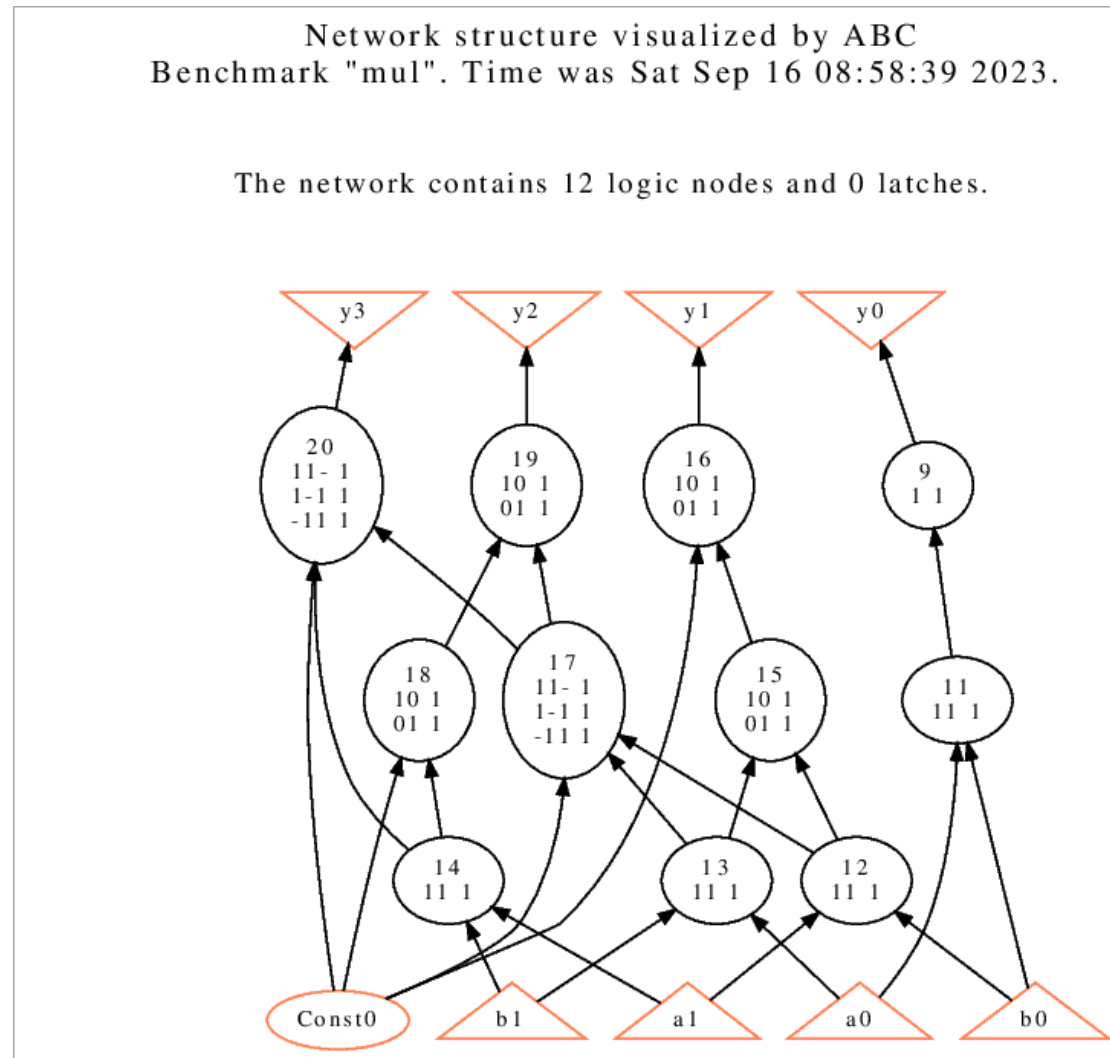 Network structure visualized by ABC
Benchmark "mul". Time was Sat Sep 16 08:58:39 2023.
The network contains 12 logic nodes and 0 latches.
y3
y2
y1
y0
20
11- 1
1-1 1
-11 1
19
10 1
01 1
16
10 1
01 1
9
1 1
18
10 1
01 1
17
11- 1
1-1 1
-11 1
15
10 1
01 1
11
11 1
14
11 1
13
11 1
12
11 1
Const0
b1
a1
a0
b0